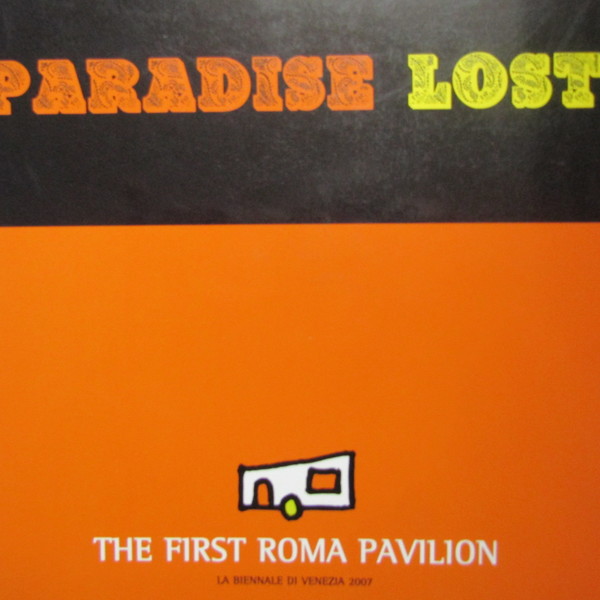 PARADISE LOST
THE FIRST ROMA PAVILION
LA BIENNALE DI VENEZIA 2007